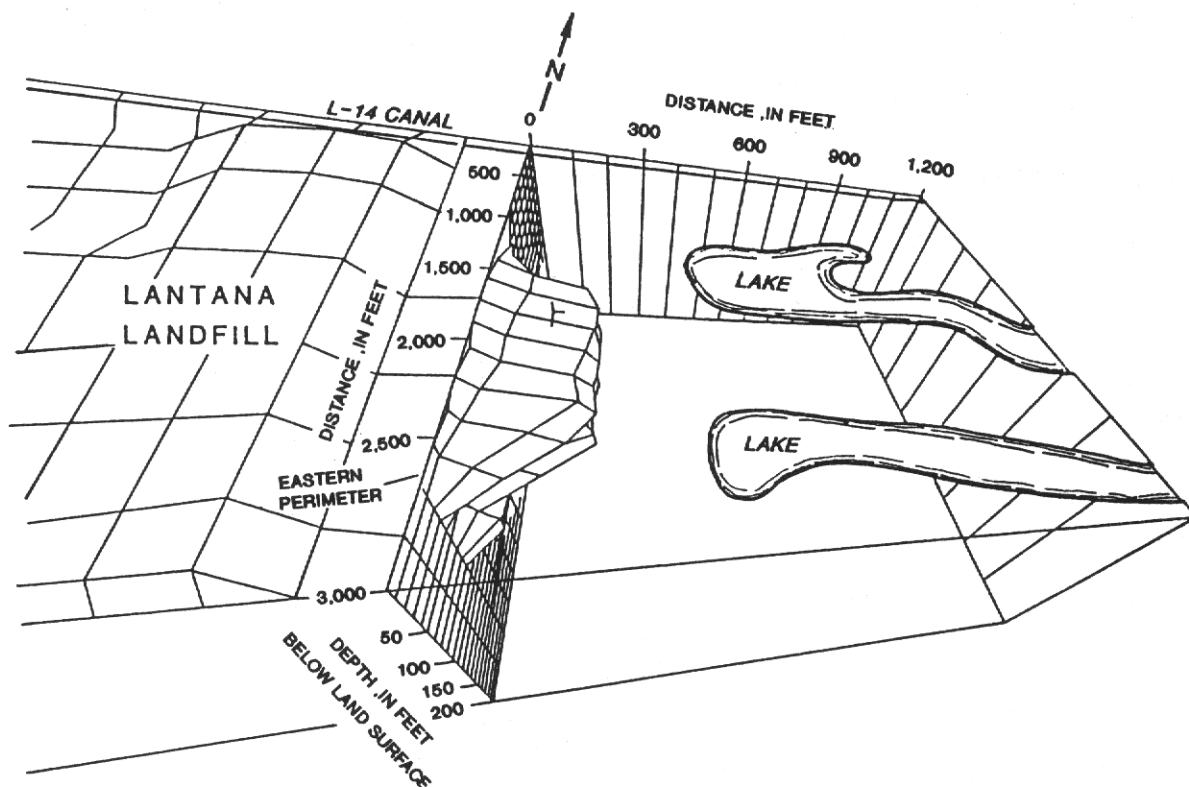 N
L-14 CANAL
DISTANCE ,IN FEET
0
300
600
900
1,200
500
1,000
1,500
2,000
2,500
3,000
LANTANA
LANDFILL
DISTANCE ,IN FEET
EASTERN
PERIMETER
LAKE
LAKE
50
100
150
200
DEPTH ,IN FEET
BELOW LAND SURFACE